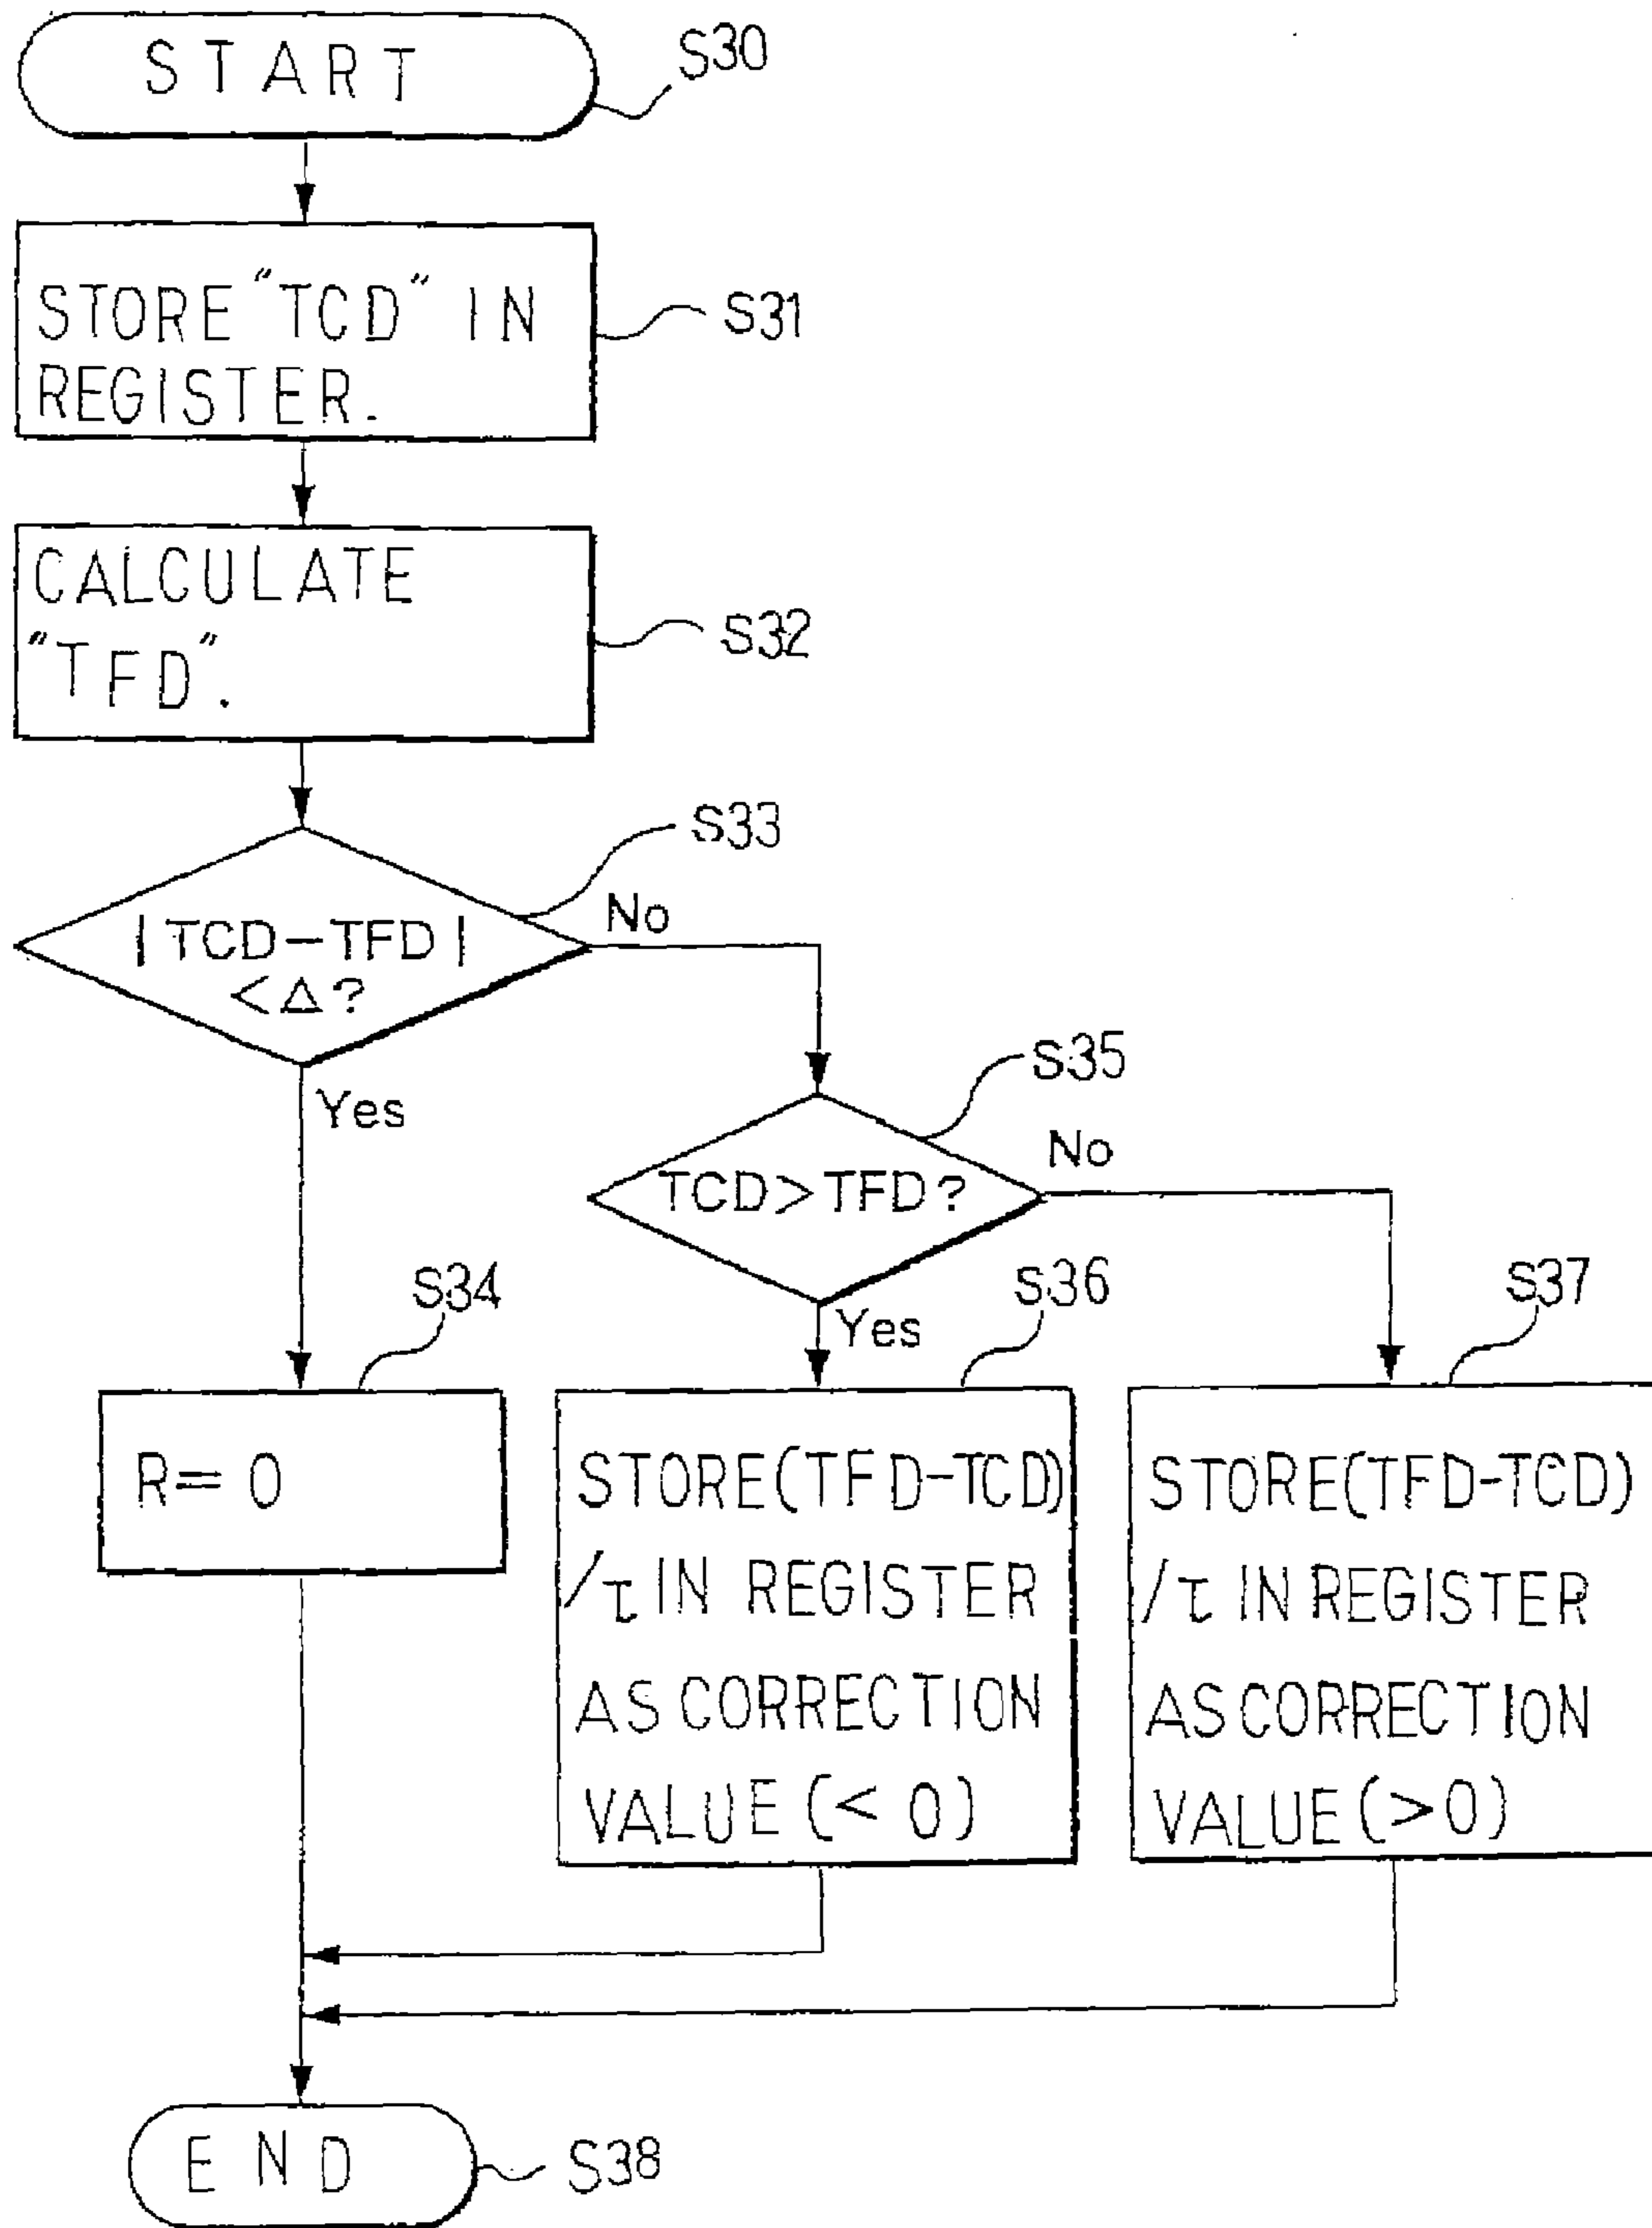 START
S30
STORE "TCD" IN
REGISTER.
S31
CALCULATE
"TFD".
S32
S33
| TCD-TFD |
<Δ?
No
Yes
S35
TCD>TFD?
No
Yes
S34
R=0
S36
STORE(TFD-TCD)
/τ IN REGISTER
AS CORRECTION
VALUE (< 0)
S37
STORE(TFD-TCD)
/τ IN REGISTER
AS CORRECTION
VALUE (>0)
END
S38